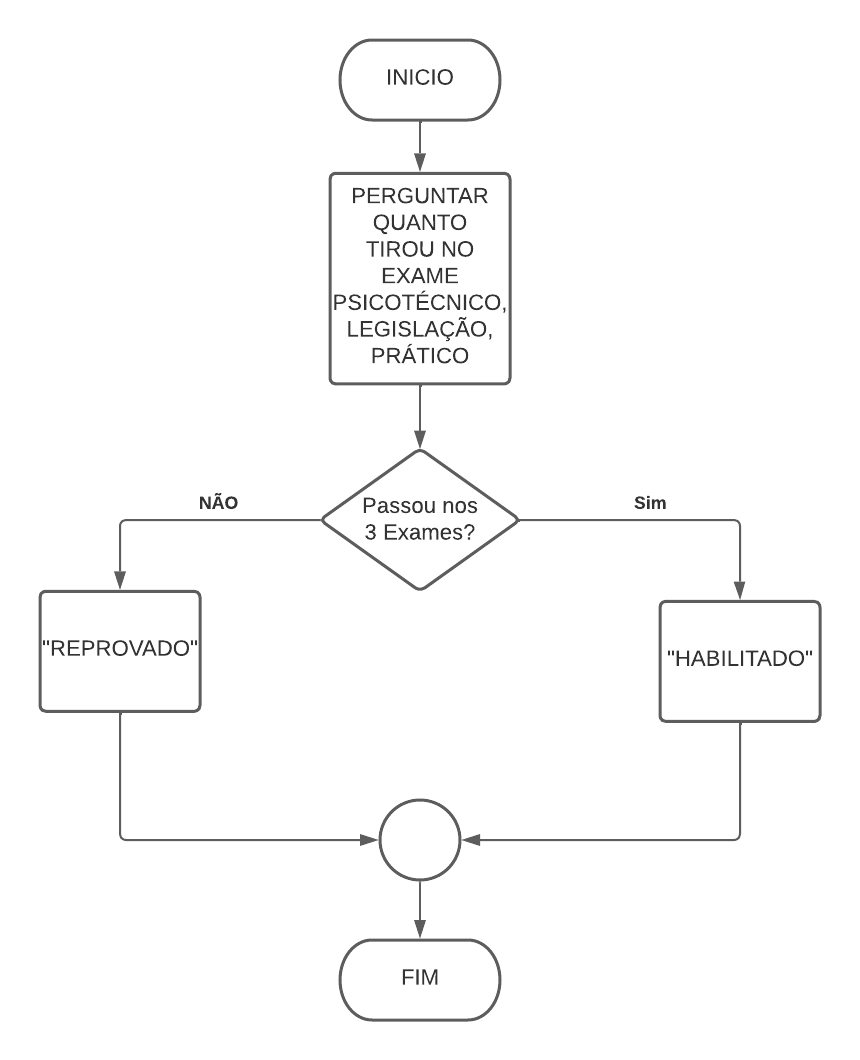 INICIO
PERGUNTAR
QUANTO
TIROU NO
EXAME
PSICOTÉCNICO,
LEGISLAÇÃO,
PRÁTICO
Passou nos
3 Exames?
NÃO
Sim
"REPROVADO"
"HABILITADO"
FIM